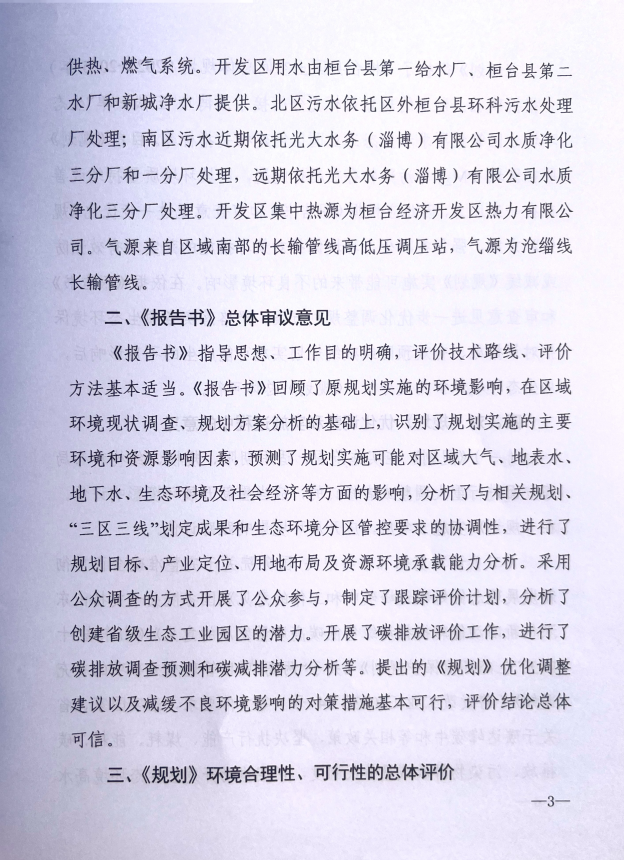 供热、燃气系统。开发区用水由桓台县第一给水厂、桓台县第二
水厂和新城净水厂提供。北区污水依托区外桓台县环科污水处理
厂处理；南区污水近期依托光大水务（淄博）有限公司水质净化
三分厂和一分厂处理，远期依托光大水务（淄博）有限公司水质
净化三分厂处理。开发区集中热源为桓台经济开发区热力有限公
司。气源来自区域南部的长输管线高低压调压站，气源为沧缁线
长输管线。
二、《报告书》总体审议意见
《报告书》指导思想、工作目的明确，评价技术路线、评价
方法基本适当。《报告书》回顾了原规划实施的环境影响，在区域
环境现状调查、规划方案分析的基础上，识别了规划实施的主要
环境和资源影响因素，预测了规划实施可能对区域大气、地表水、
地下水、生态环境及社会经济等方面的影响，分析了与相关规划、
“三区三线”划定成果和生态环境分区管控要求的协调性，进行了
规划目标、产业定位、用地布局及资源环境承载能力分析。采用
公众调查的方式开展了公众参与，制定了跟踪评价计划，分析了
创建省级生态工业园区的潜力。开展了碳排放评价工作，进行了
碳排放调查预测和碳减排潜力分析等。提出的《规划》优化调整
建议以及减缓不良环境影响的对策措施基本可行，评价结论总体
可信。
三、《规划》环境合理性、可行性的总体评价
—3—